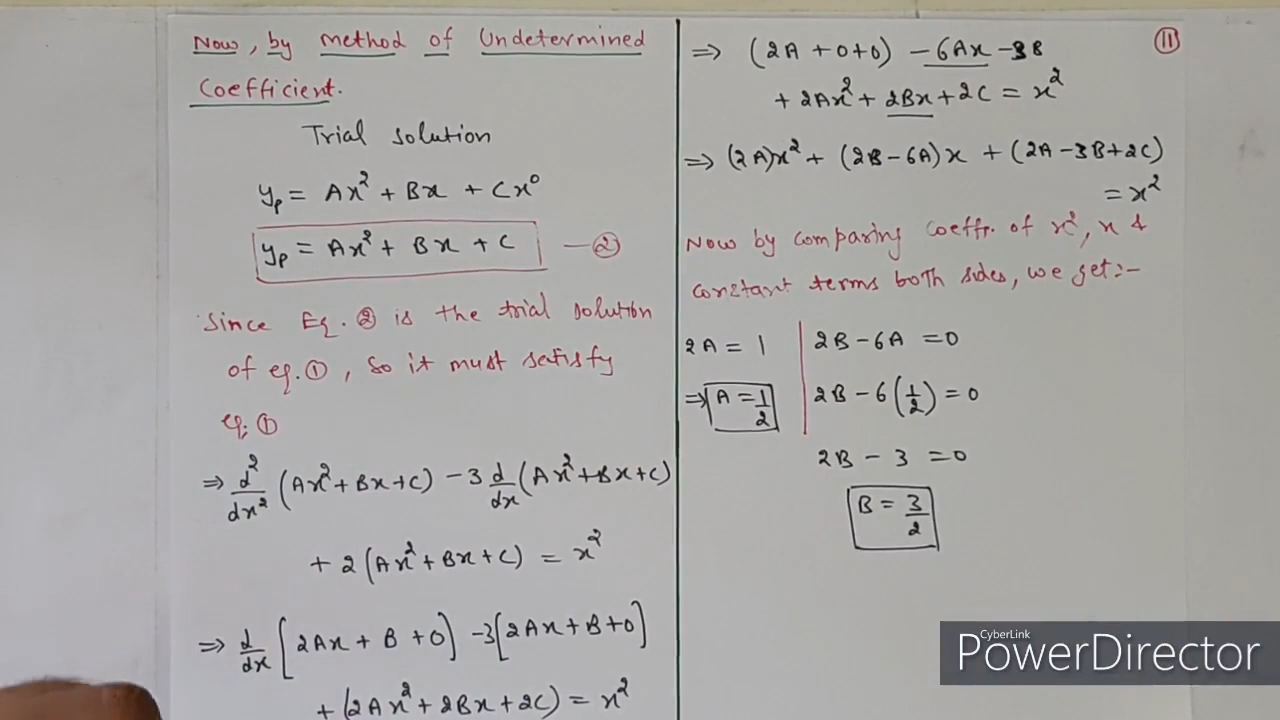 Now, by method of Undetermined
Coefficient.
Trial solution
yₚ = Ax² + Bx + Cx⁰
yₚ = Ax² + Bx + C —②
Since Eq. ② is the trial solution
of eq. ①, so it must satisfy
eq. ①
⇒ d²/dx² (Ax² + Bx + C) − 3 d/dx (Ax² + Bx + C)
+ 2 (Ax² + Bx + C) = x²
⇒ d/dx [2Ax + B + 0] − 3[2Ax + B + 0]
+ (2Ax² + 2Bx + 2C) = x²
⑪
⇒ (2A + 0 + 0) − 6Ax − 3B
+ 2Ax² + 2Bx + 2C = x²
⇒ (2A)x² + (2B − 6A)x + (2A − 3B + 2C)
= x²
Now by comparing coeffr. of x², x &
constant terms both sides, we get:-
2A = 1
⇒ A = 1/2
2B − 6A = 0
2B − 6(1/2) = 0
2B − 3 = 0
B = 3/2
CyberLink
PowerDirector